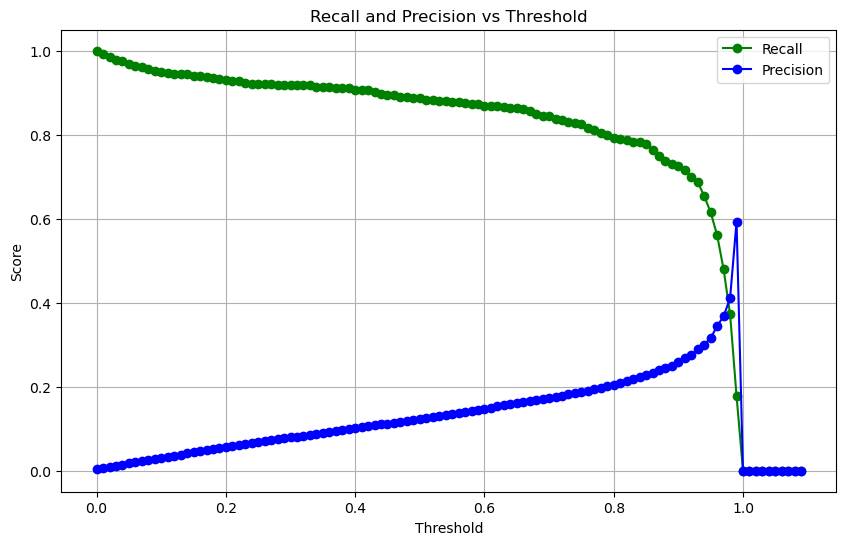 Recall and Precision vs Threshold
Recall
Precision
Score
1.0
0.8
0.6
0.4
0.2
0.0
0.0 0.2 0.4 0.6 0.8 1.0
Threshold